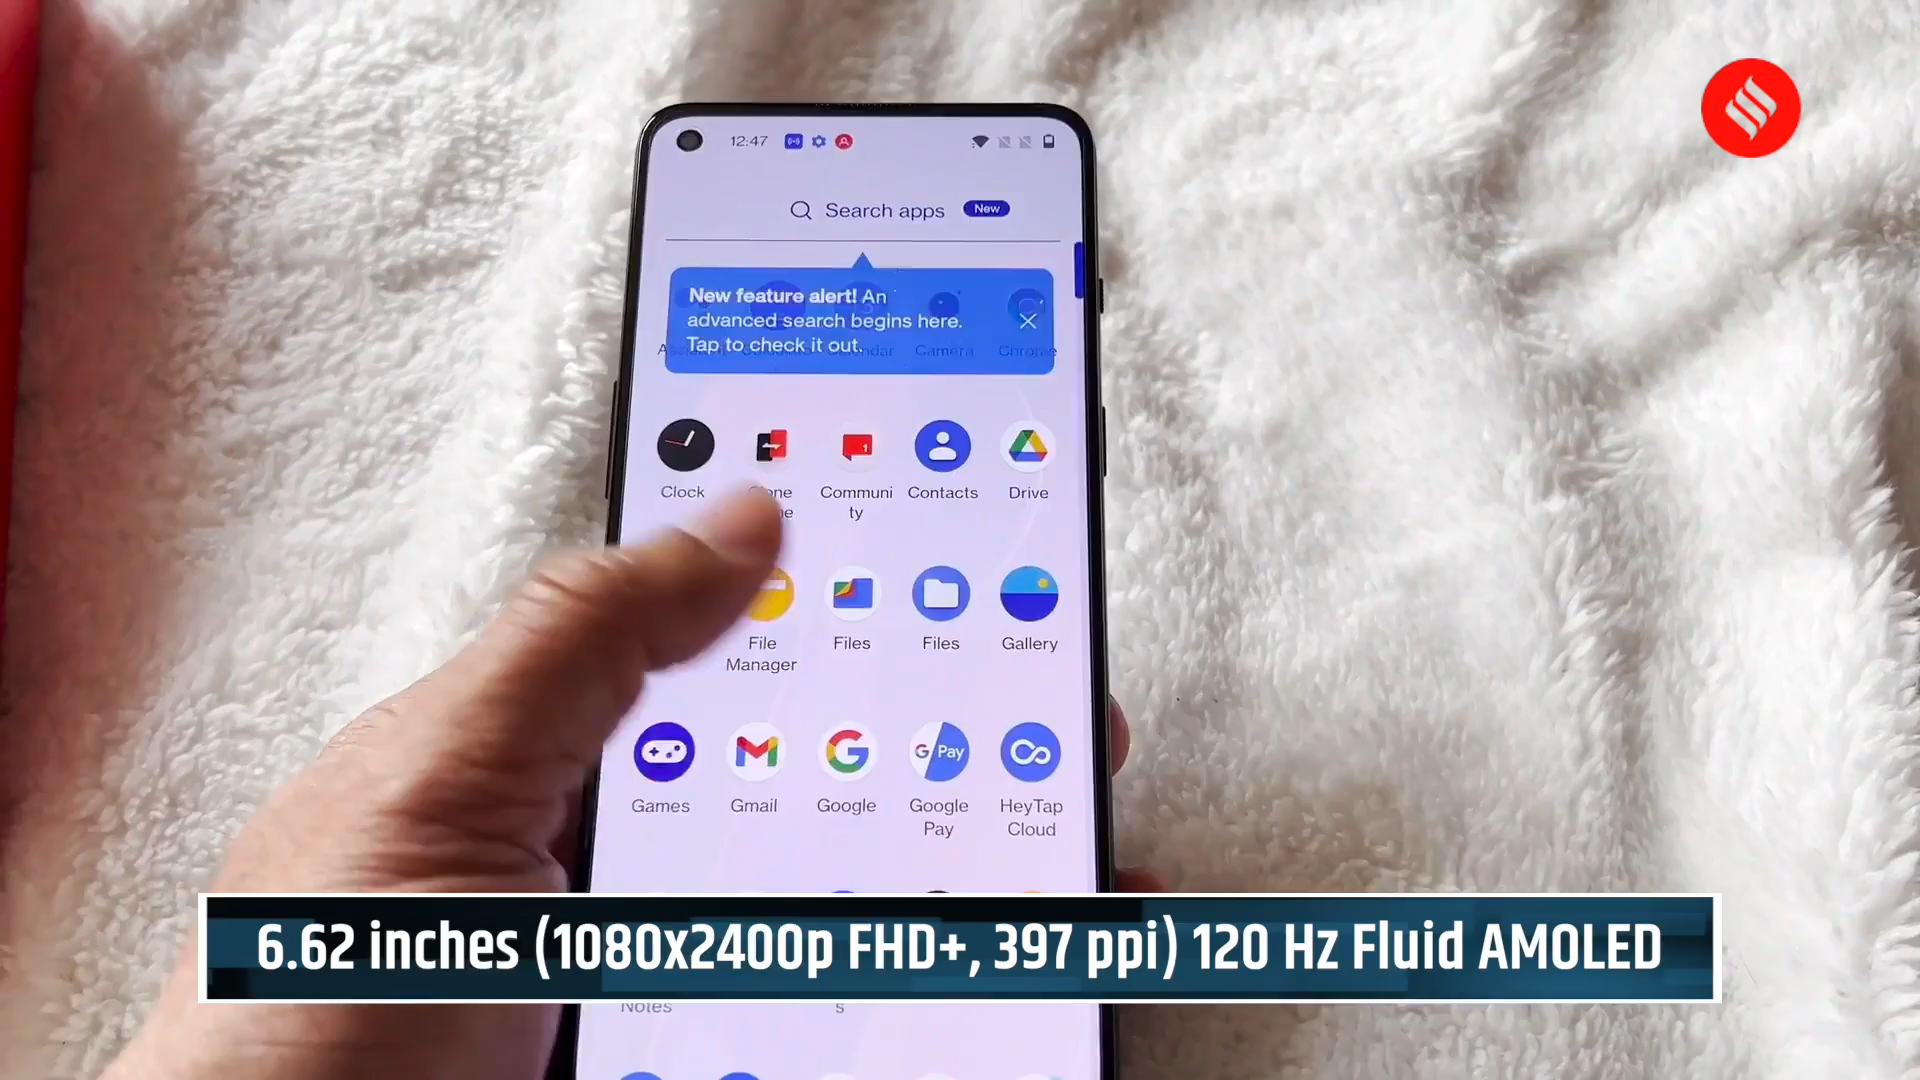 12:47
Search apps New
New feature alert! An
advanced search begins here.
Tap to check it out.
Camera Chrome
Clock Communi Contacts Drive
ty
File Files Files Gallery
Manager
Games Gmail Google Google HeyTap
Pay Cloud
G Pay
6.62 inches (1080x2400p FHD+, 397 ppi) 120 Hz Fluid AMOLED
Notes s